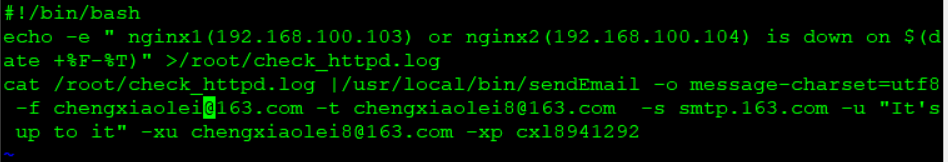 #!/bin/bash
echo -e " nginx1(192.168.100.103) or nginx2(192.168.100.104) is down on $(d
ate +%F-%T)" >/root/check_httpd.log
cat /root/check_httpd.log |/usr/local/bin/sendEmail -o message-charset=utf8
 -f chengxiaolei@163.com -t chengxiaolei8@163.com  -s smtp.163.com -u "It's
 up to it" -xu chengxiaolei8@163.com -xp cxl8941292
~